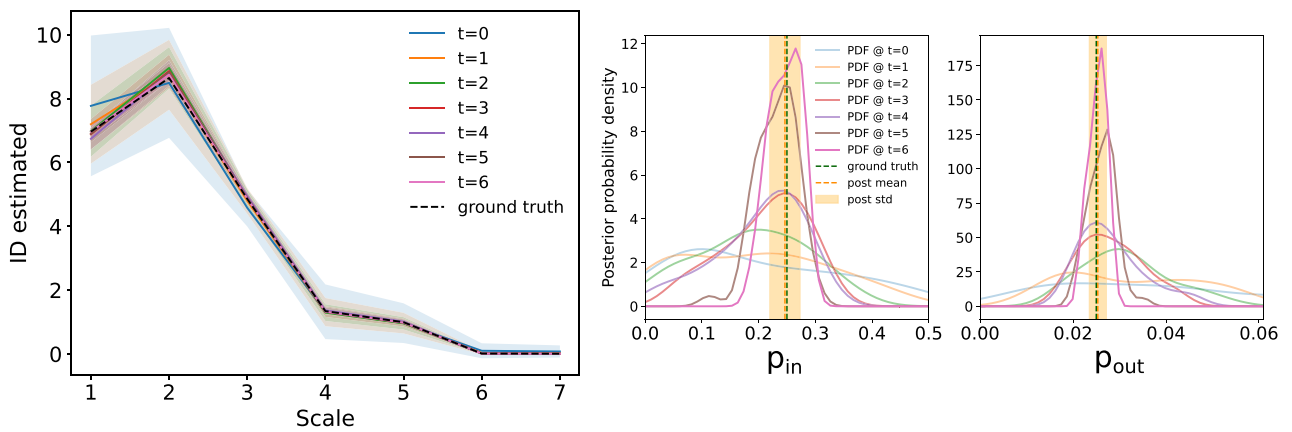 ID estimated
10
8
6
4
2
0
1 2 3 4 5 6 7
Scale
t=0
t=1
t=2
t=3
t=4
t=5
t=6
ground truth
Posterior probability density
12
10
8
6
4
2
0
0.0 0.1 0.2 0.3 0.4 0.5
p_in
PDF @ t=0
PDF @ t=1
PDF @ t=2
PDF @ t=3
PDF @ t=4
PDF @ t=5
PDF @ t=6
ground truth
post mean
post std
175
150
125
100
75
50
25
0
0.00 0.02 0.04 0.06
p_out